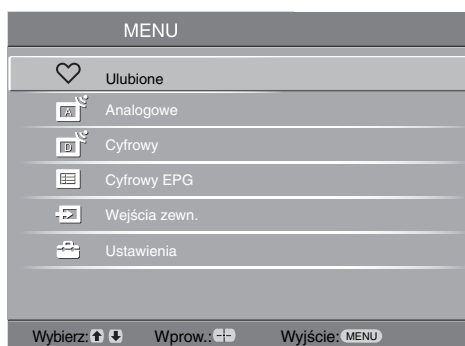 MENU
Ulubione
A Analogowe
D Cyfrowy
Cyfrowy EPG
Wejścia zewn.
Ustawienia
Wybierz: Wprow.: Wyjście: MENU